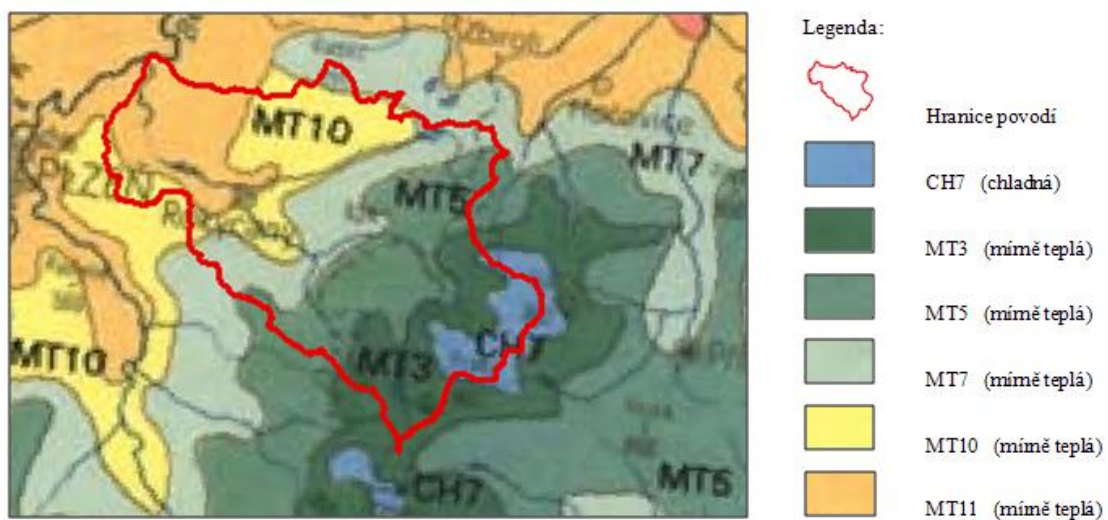 Legenda:
Hranice povodí
CH7 (chladná)
MT3 (mírně teplá)
MT5 (mírně teplá)
MT7 (mírně teplá)
MT10 (mírně teplá)
MT11 (mírně teplá)
MT10
MT7
PLZEŇ
MT5
MT10
MT3
CH7
CH7
MT5